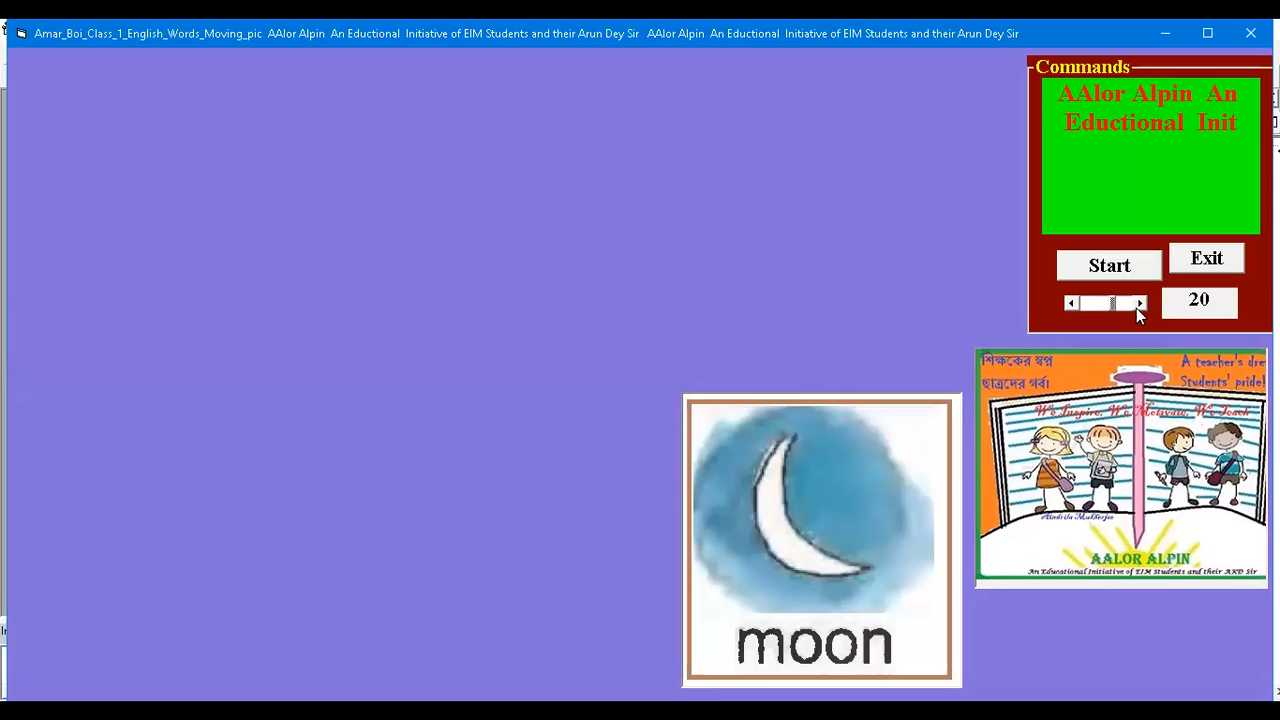 Amar_Boi_Class_1_English_Words_Moving_pic AAlor Alpin An Eductional Initiative of EIM Students and their Arun Dey Sir AAlor Alpin An Eductional Initiative of EIM Students and their Arun Dey Sir
Commands
AAlor Alpin An
Eductional Init
Start
Exit
20
শিক্ষকের স্বপ্ন
ছাত্রদের গর্ব।
A teacher's dre
Students' pride!
We Inspire, We Motivate, We Teach
Aindrila Mukherjee
AALOR ALPIN
An Educational Initiative of EIM Students and their AKD Sir
moon